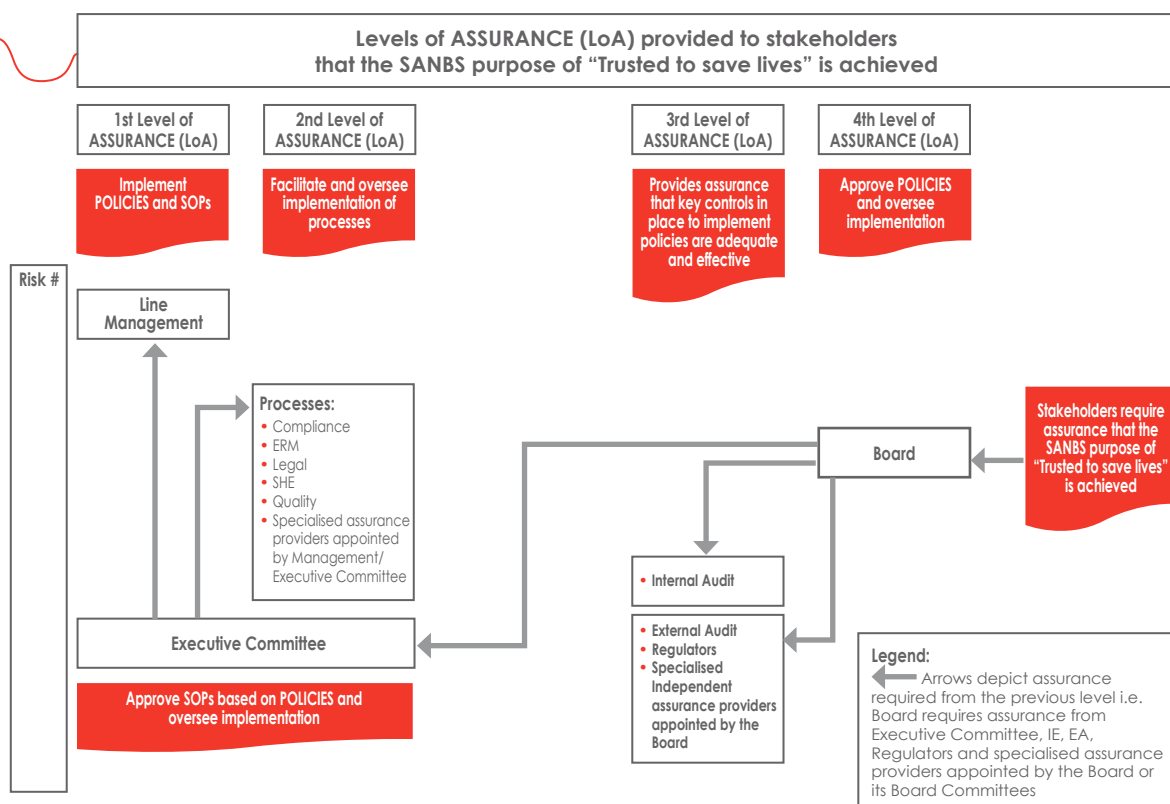 Levels of ASSURANCE (LoA) provided to stakeholders
that the SANBS purpose of “Trusted to save lives” is achieved
1st Level of
ASSURANCE (LoA)
2nd Level of
ASSURANCE (LoA)
3rd Level of
ASSURANCE (LoA)
4th Level of
ASSURANCE (LoA)
Implement
POLICIES and SOPs
Facilitate and oversee
implementation of
processes
Provides assurance
that key controls in
place to implement
policies are adequate
and effective
Approve POLICIES
and oversee
implementation
Risk #
Line
Management
Processes:
• Compliance
• ERM
• Legal
• SHE
• Quality
• Specialised assurance
providers appointed
by Management/
Executive Committee
Board
Stakeholders require
assurance that the
SANBS purpose of
“Trusted to save lives”
is achieved
• Internal Audit
Executive Committee
• External Audit
• Regulators
• Specialised
Independent
assurance providers
appointed by the
Board
Approve SOPs based on POLICIES and
oversee implementation
Legend:
Arrows depict assurance
required from the previous level i.e.
Board requires assurance from
Executive Committee, IE, EA,
Regulators and specialised assurance
providers appointed by the Board or
its Board Committees